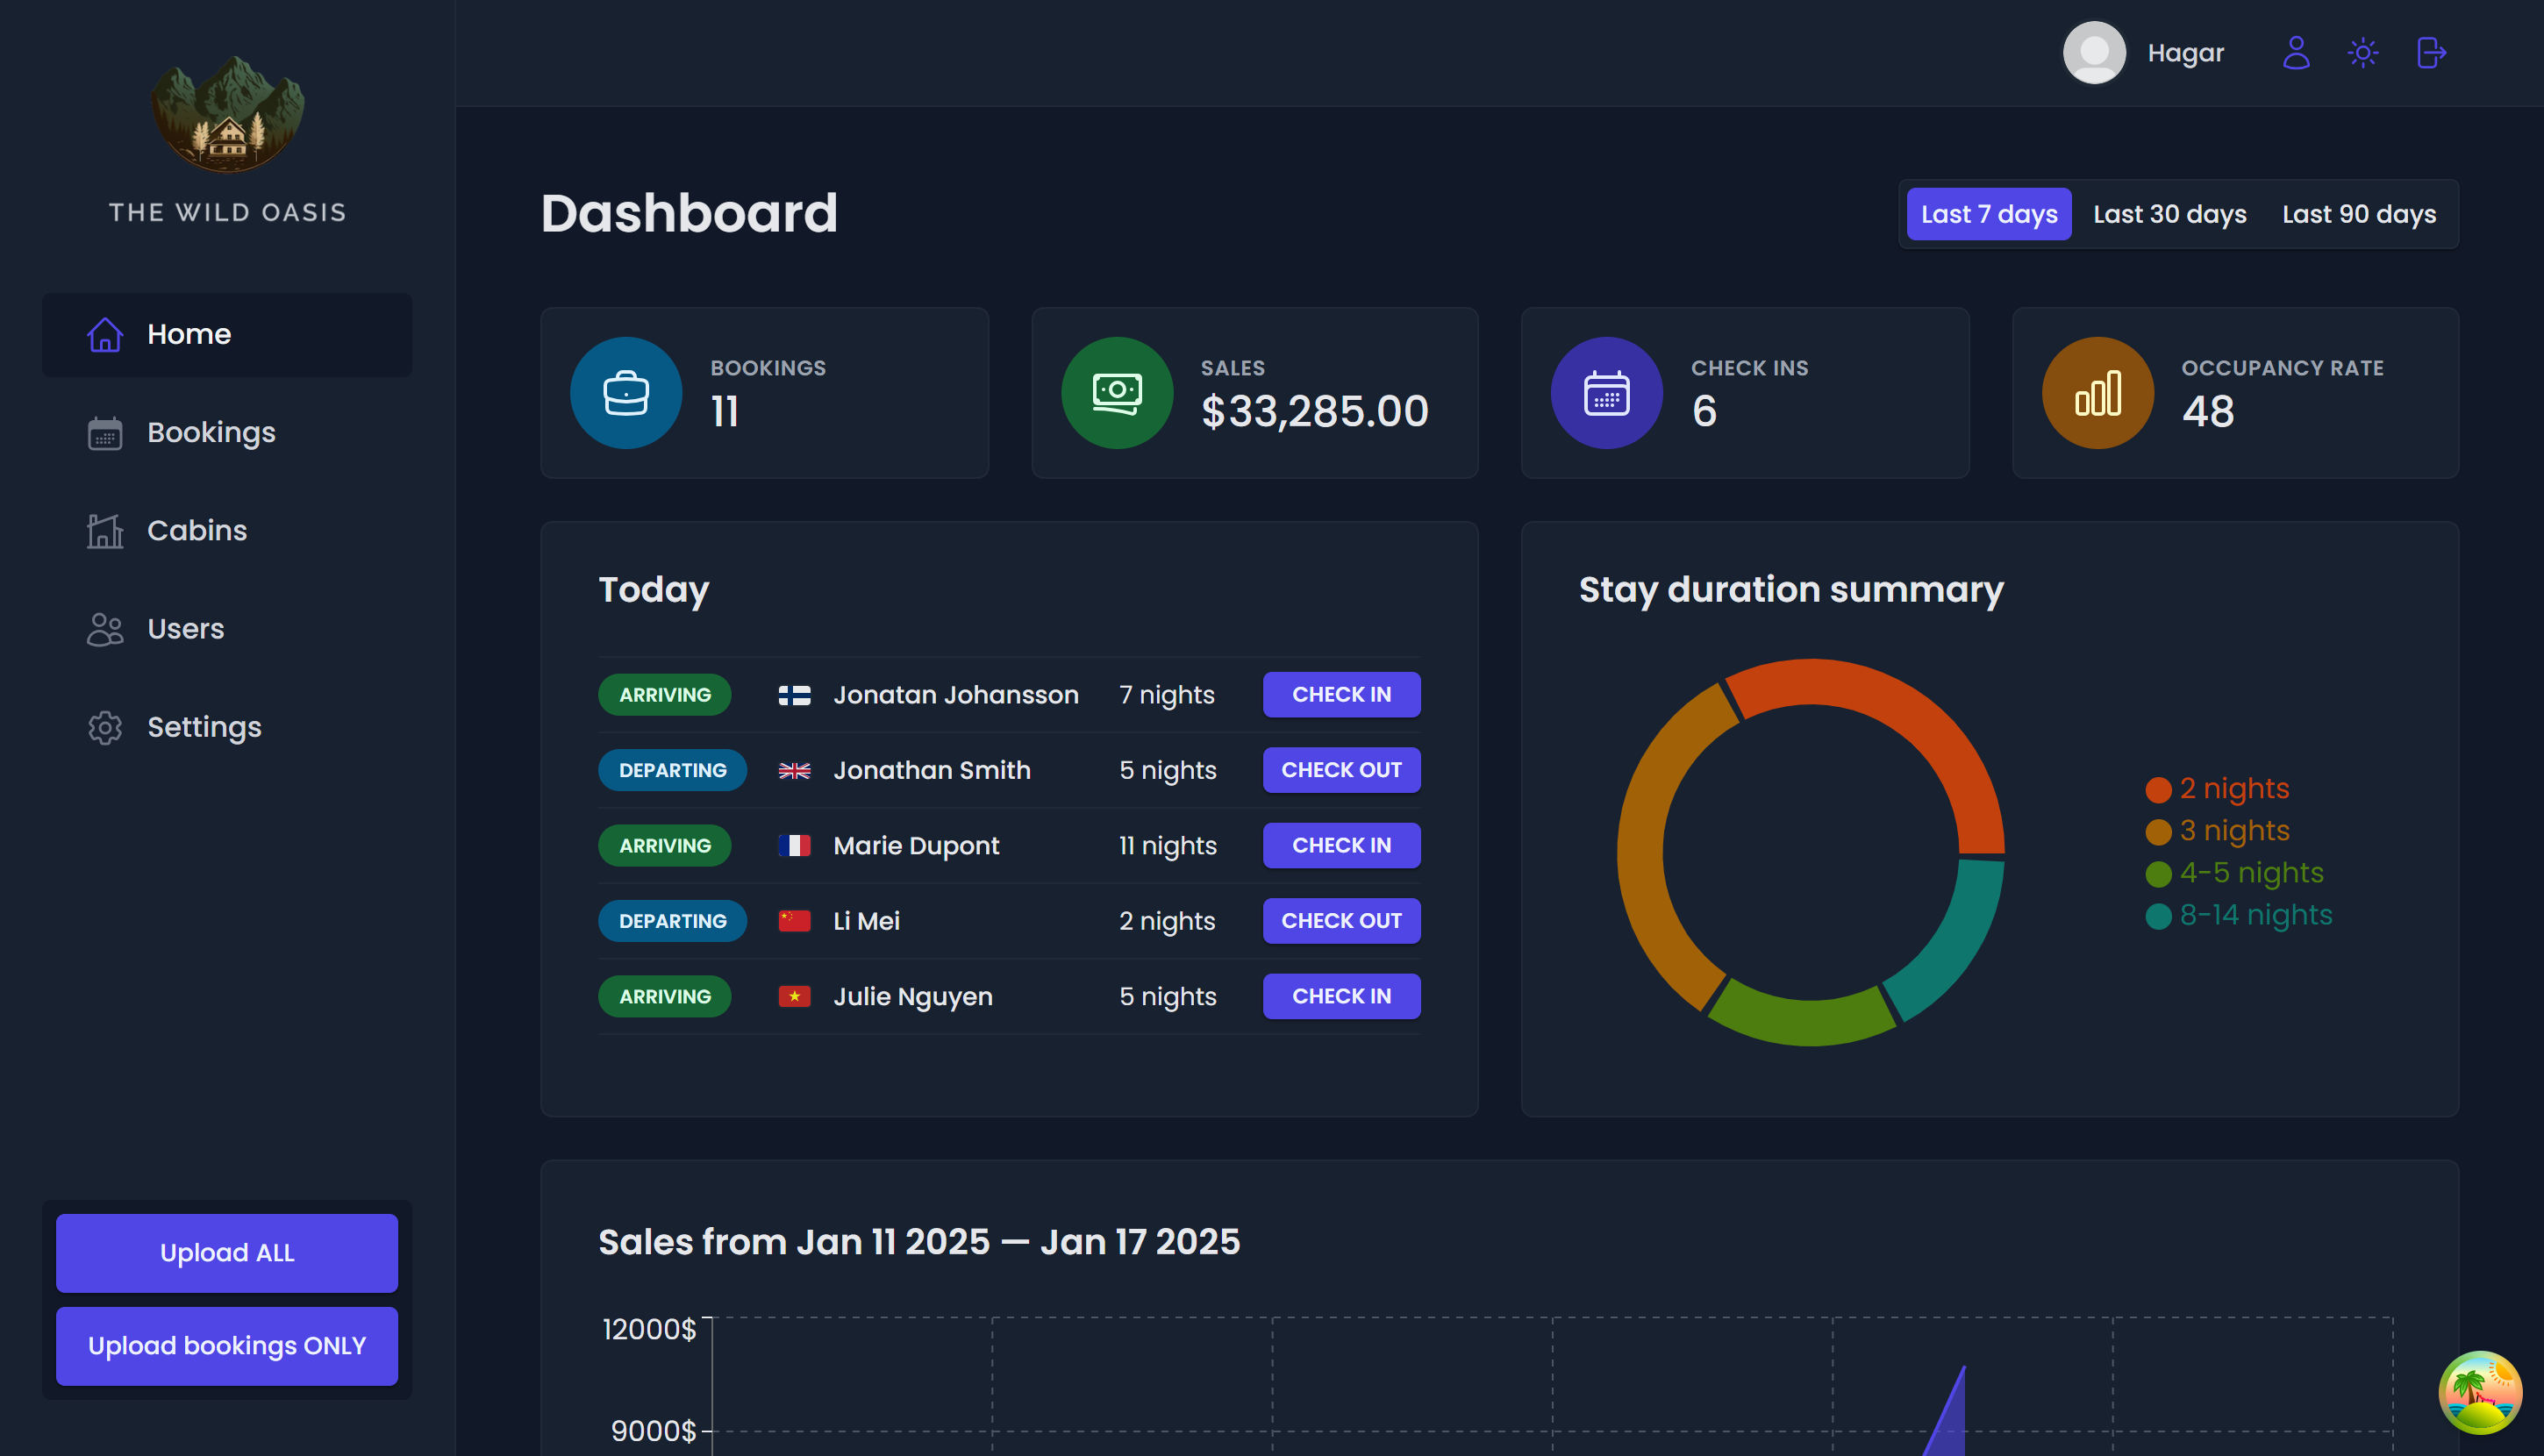 THE WILD OASIS
Home
Bookings
Cabins
Users
Settings
Upload ALL
Upload bookings ONLY
Hagar
Dashboard
Last 7 days Last 30 days Last 90 days
BOOKINGS
11
SALES
$33,285.00
CHECK INS
6
OCCUPANCY RATE
48
Today
ARRIVING Jonatan Johansson 7 nights CHECK IN
DEPARTING Jonathan Smith 5 nights CHECK OUT
ARRIVING Marie Dupont 11 nights CHECK IN
DEPARTING Li Mei 2 nights CHECK OUT
ARRIVING Julie Nguyen 5 nights CHECK IN
Stay duration summary
2 nights
3 nights
4-5 nights
8-14 nights
Sales from Jan 11 2025 — Jan 17 2025
12000$
9000$